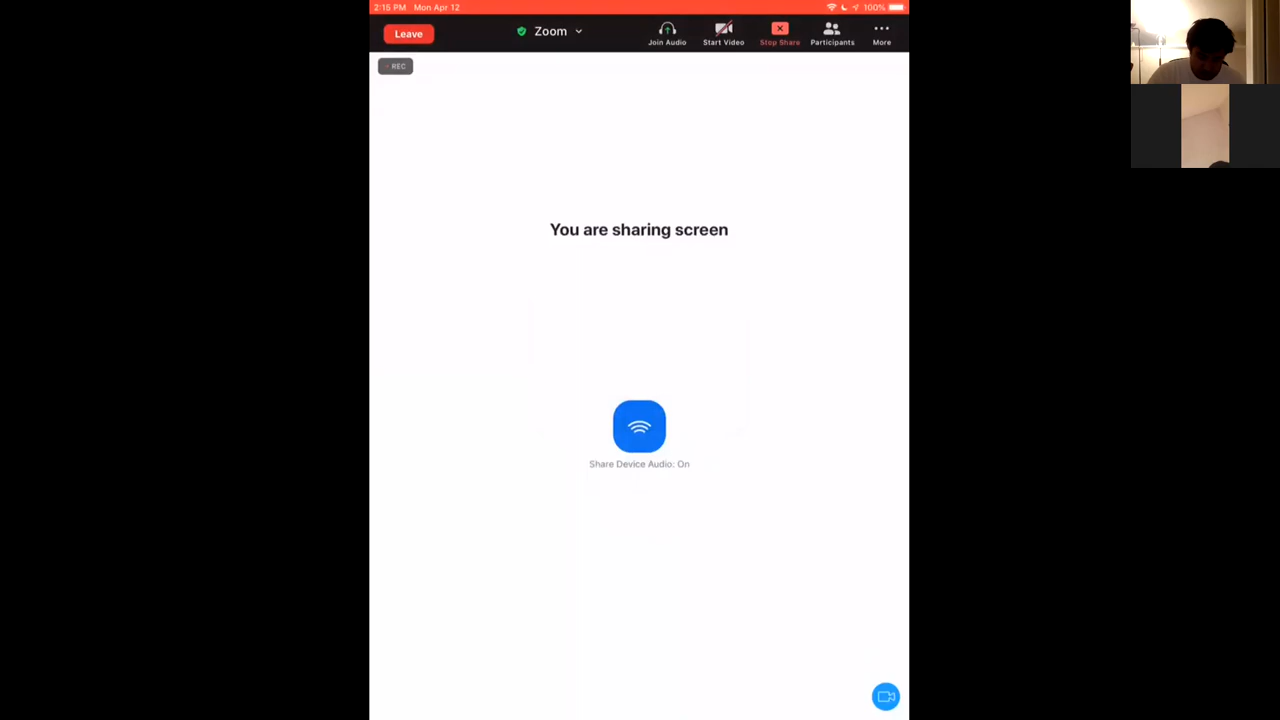 2:15 PM Mon Apr 12 100%
Leave Zoom Join Audio Start Video Stop Share Participants More
REC
You are sharing screen
Share Device Audio: On